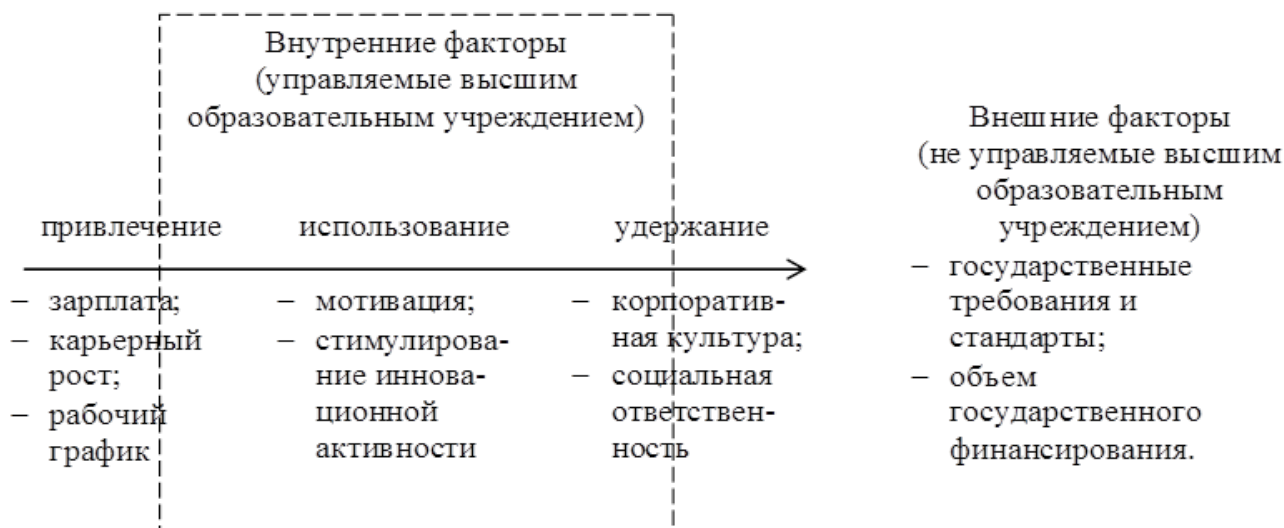 Внутренние факторы
(управляемые высшим
образовательным учреждением)
Внешние факторы
(не управляемые высшим
образовательным
учреждением)
привлечение
использование
удержание
– зарплата;
– карьерный
рост;
– рабочий
график
– мотивация;
– стимулирова-
ние иннова-
ционной
активности
– корпоратив-
ная культура;
– социальная
ответствен-
ность
– государственные
требования и
стандарты;
– объем
государственного
финансирования.